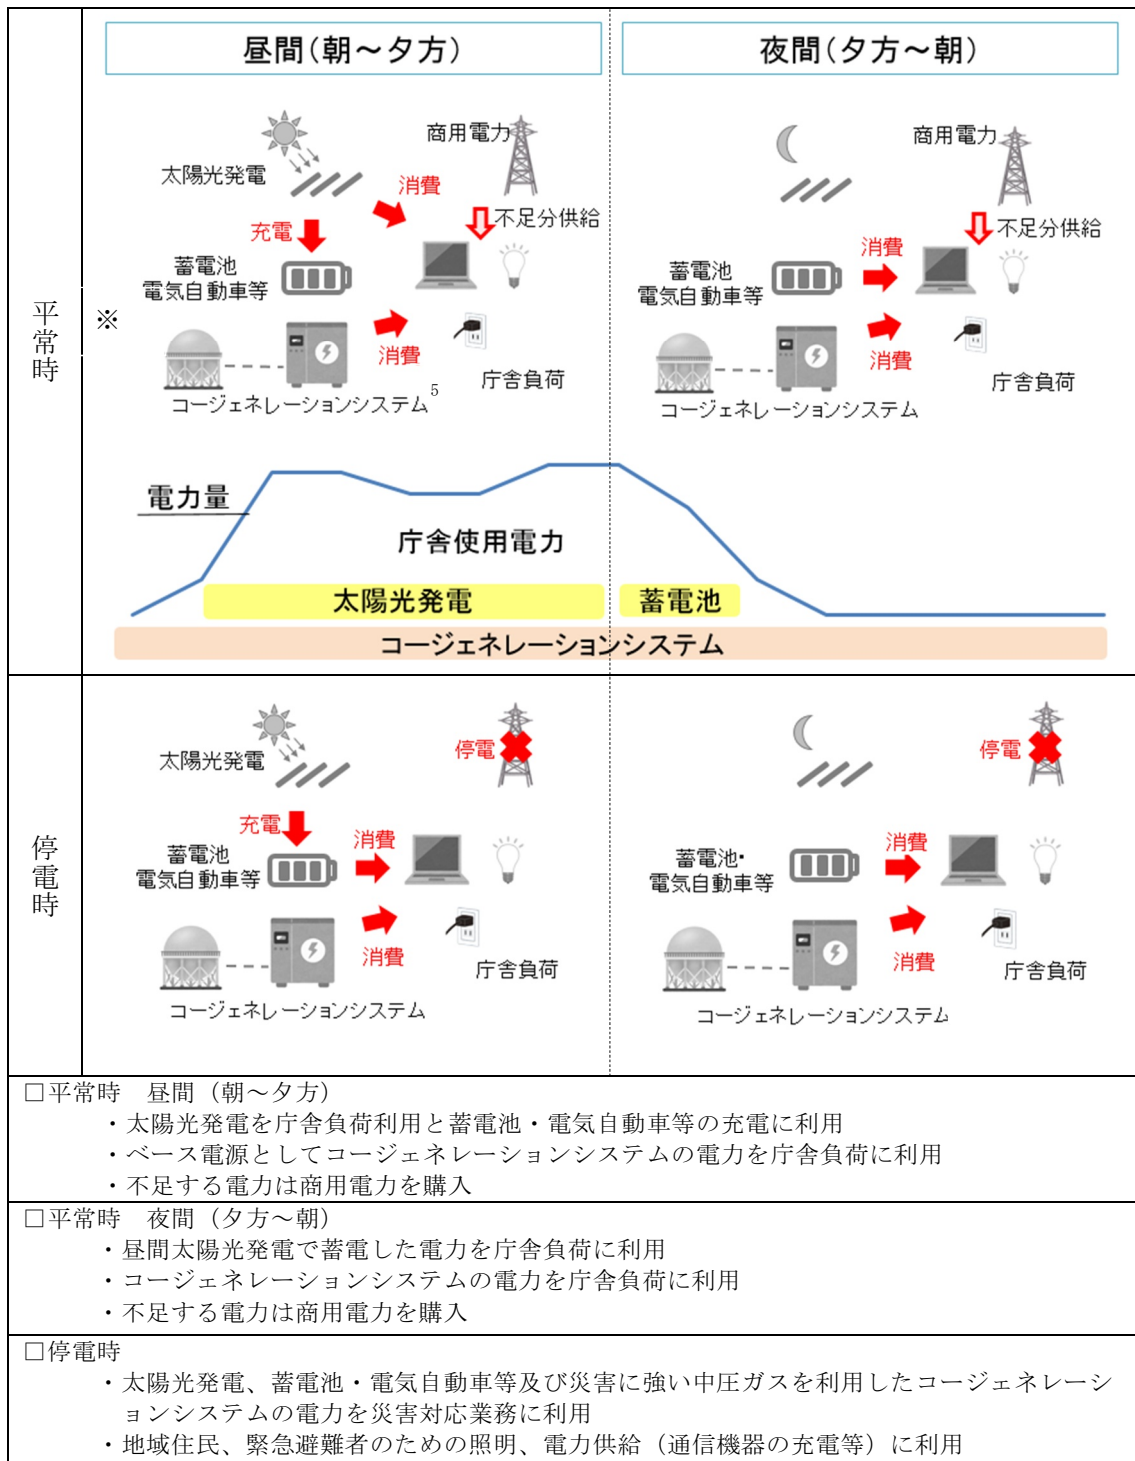 昼間(朝～夕方)
夜間(夕方～朝)
平常時
※
商用電力
太陽光発電
消費
不足分供給
充電
蓄電池
電気自動車等
消費
庁舎負荷
コージェネレーションシステム5
商用電力
不足分供給
消費
蓄電池
電気自動車等
消費
庁舎負荷
コージェネレーションシステム
電力量
庁舎使用電力
太陽光発電
蓄電池
コージェネレーションシステム
停電時
太陽光発電
停電
充電
消費
蓄電池
電気自動車等
消費
庁舎負荷
コージェネレーションシステム
停電
消費
蓄電池・
電気自動車等
消費
庁舎負荷
コージェネレーションシステム
□平常時　昼間（朝～夕方）
・太陽光発電を庁舎負荷利用と蓄電池・電気自動車等の充電に利用
・ベース電源としてコージェネレーションシステムの電力を庁舎負荷に利用
・不足する電力は商用電力を購入
□平常時　夜間（夕方～朝）
・昼間太陽光発電で蓄電した電力を庁舎負荷に利用
・コージェネレーションシステムの電力を庁舎負荷に利用
・不足する電力は商用電力を購入
□停電時
・太陽光発電、蓄電池・電気自動車等及び災害に強い中圧ガスを利用したコージェネレーシ
ョンシステムの電力を災害対応業務に利用
・地域住民、緊急避難者のための照明、電力供給（通信機器の充電等）に利用